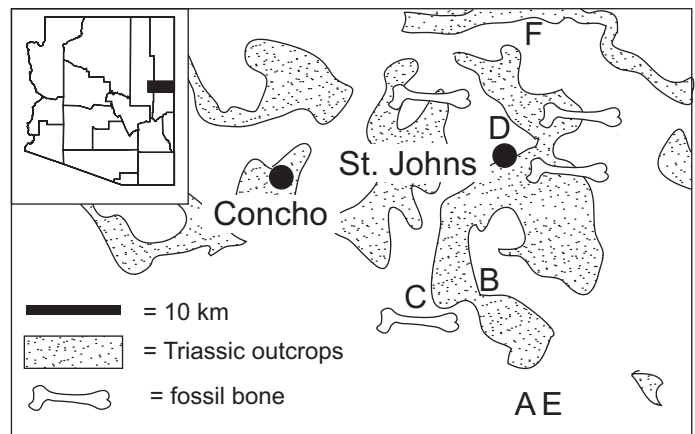 F
D
St. Johns
Concho
C
B
= 10 km
= Triassic outcrops
= fossil bone
A E